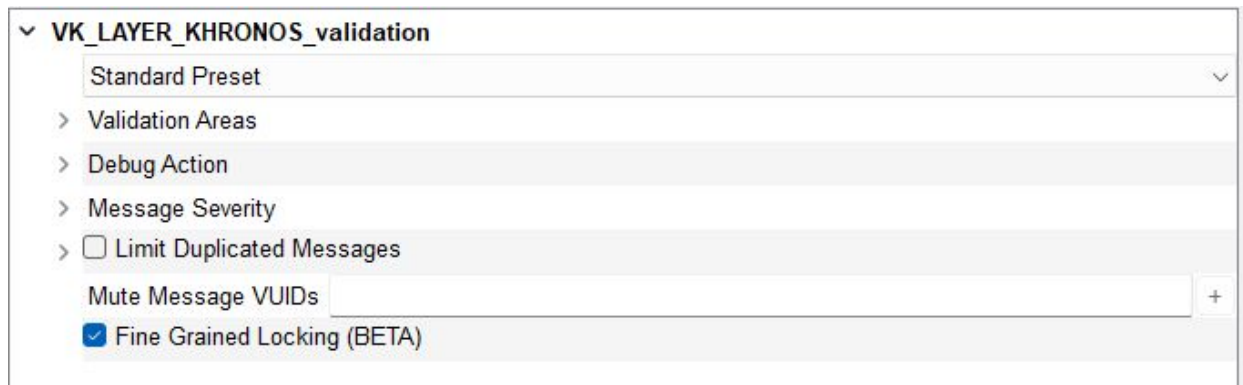 VK_LAYER_KHRONOS_validation
Standard Preset
Validation Areas
Debug Action
Message Severity
Limit Duplicated Messages
Mute Message VUIDs +
Fine Grained Locking (BETA)